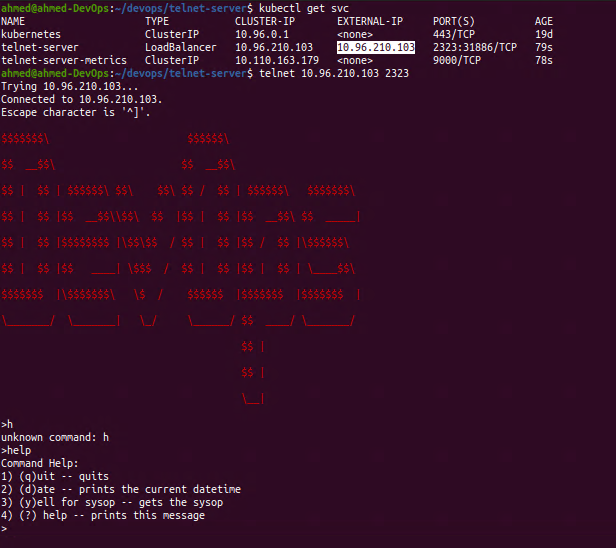 ahmed@ahmed-DevOps:~/devops/telnet-server$ kubectl get svc
NAME                    TYPE           CLUSTER-IP       EXTERNAL-IP     PORT(S)          AGE
kubernetes              ClusterIP      10.96.0.1        <none>          443/TCP          19d
telnet-server           LoadBalancer   10.96.210.103    10.96.210.103   2323:31886/TCP   79s
telnet-server-metrics   ClusterIP      10.110.163.179   <none>          9000/TCP         78s
ahmed@ahmed-DevOps:~/devops/telnet-server$ telnet 10.96.210.103 2323
Trying 10.96.210.103...
Connected to 10.96.210.103.
Escape character is '^]'.
$$$$$$$\                       $$$$$$\
$$  __$$\                     $$  __$$\
$$ |  $$ | $$$$$$\ $$\    $$\ $$ /  $$ | $$$$$$\   $$$$$$$\
$$ |  $$ |$$  __$$\\$$\  $$  |$$ |  $$ |$$  __$$\ $$  _____|
$$ |  $$ |$$$$$$$$ |\$$\$$  / $$ |  $$ |$$ /  $$ |\$$$$$$\
$$ |  $$ |$$   ____| \$$$  /  $$ |  $$ |$$ |  $$ | \____$$\
$$$$$$$  |\$$$$$$$\   \$  /    $$$$$$  |$$$$$$$  |$$$$$$$  |
\_______/  \_______|   \_/     \______/ $$  ____/ \_______/
                                        $$ |
                                        $$ |
                                        \__|
>h
unknown command: h
>help
Command Help:
1) (q)uit -- quits
2) (d)ate -- prints the current datetime
3) (y)ell for sysop -- gets the sysop
4) (?) help -- prints this message
>